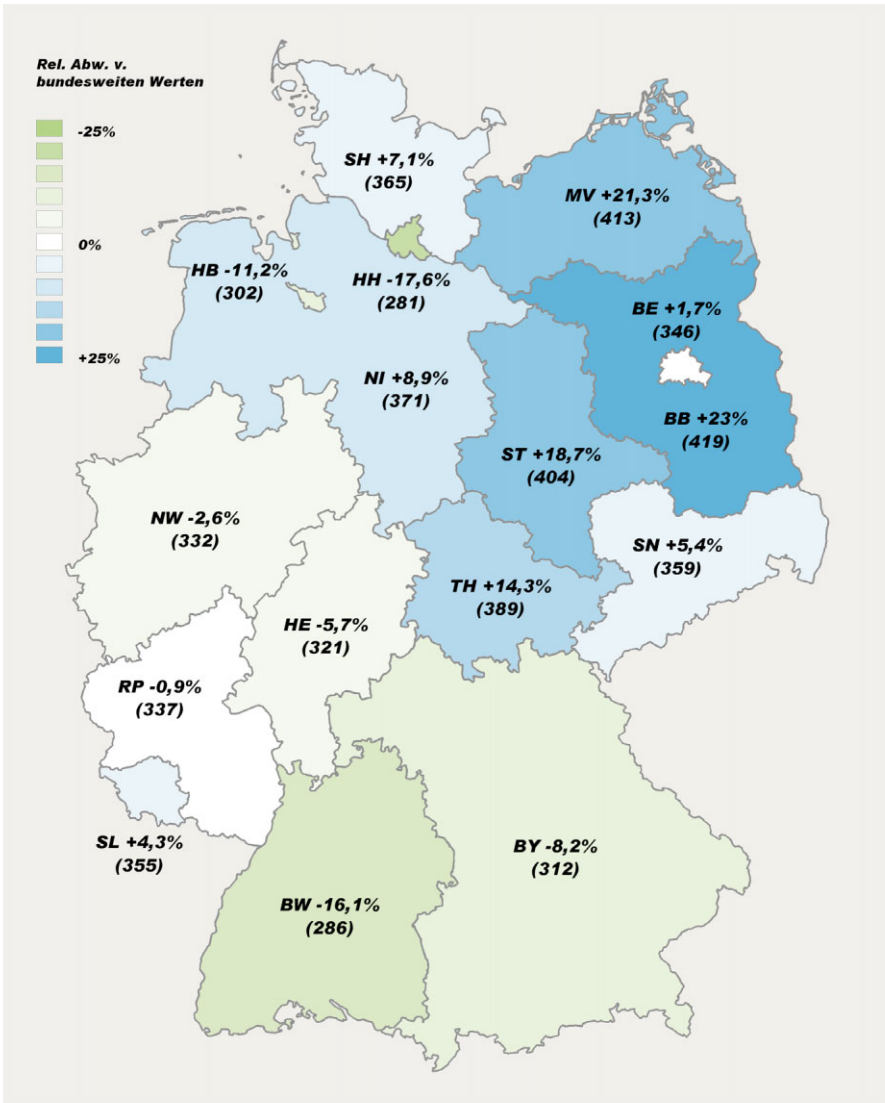 Rel. Abw. v.
bundesweiten Werten
-25%
0%
+25%
SH +7,1%
(365)
MV +21,3%
(413)
HB -11,2%
(302)
HH -17,6%
(281)
BE +1,7%
(346)
NI +8,9%
(371)
BB +23%
(419)
ST +18,7%
(404)
NW -2,6%
(332)
SN +5,4%
(359)
TH +14,3%
(389)
HE -5,7%
(321)
RP -0,9%
(337)
SL +4,3%
(355)
BY -8,2%
(312)
BW -16,1%
(286)